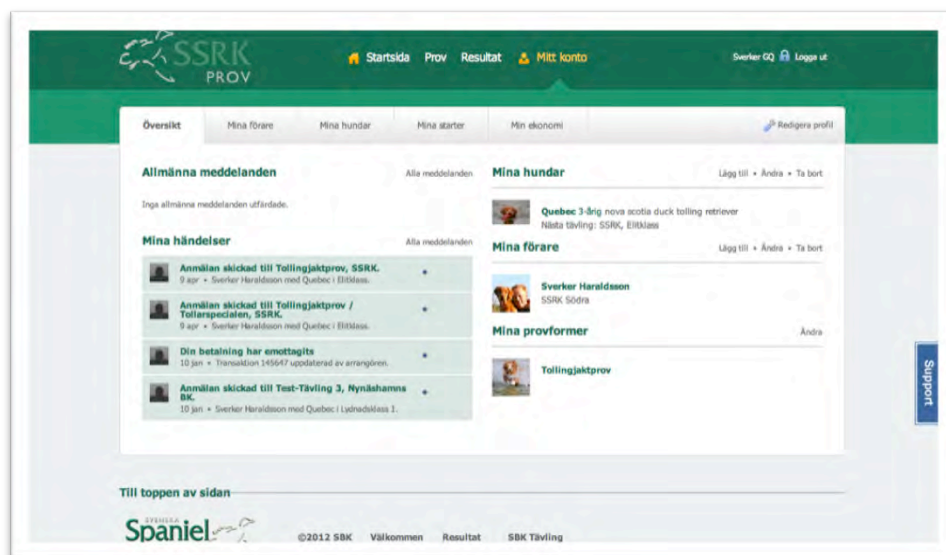 SSRK
PROV
Startsida Prov Resultat Mitt konto
Sverker GQ Logga ut
Översikt Mina förare Mina hundar Mina starter Min ekonomi Redigera profil
Allmänna meddelanden Alla meddelanden
Inga allmänna meddelanden utfärdade.
Mina händelser Alla meddelanden
Anmälan skickad till Tollingjaktprov, SSRK.
9 apr • Sverker Haraldsson med Quebec i Elitklass.
Anmälan skickad till Tollingjaktprov /
Tollarspecialen, SSRK.
9 apr • Sverker Haraldsson med Quebec i Elitklass.
Din betalning har emottagits
10 jan • Transaktion 145647 uppdaterad av arrangören.
Anmälan skickad till Test-Tävling 3, Nynäshamns
BK.
10 jan • Sverker Haraldsson med Quebec i Lydnadsklass 1.
Mina hundar Lägg till • Ändra • Ta bort
Quebec 3-årig nova scotia duck tolling retriever
Nästa tävling: SSRK, Elitklass
Mina förare Lägg till • Ändra • Ta bort
Sverker Haraldsson
SSRK Södra
Mina provformer Ändra
Tollingjaktprov
Support
Till toppen av sidan
SVENSKA
Spaniel
©2012 SBK Välkommen Resultat SBK Tävling